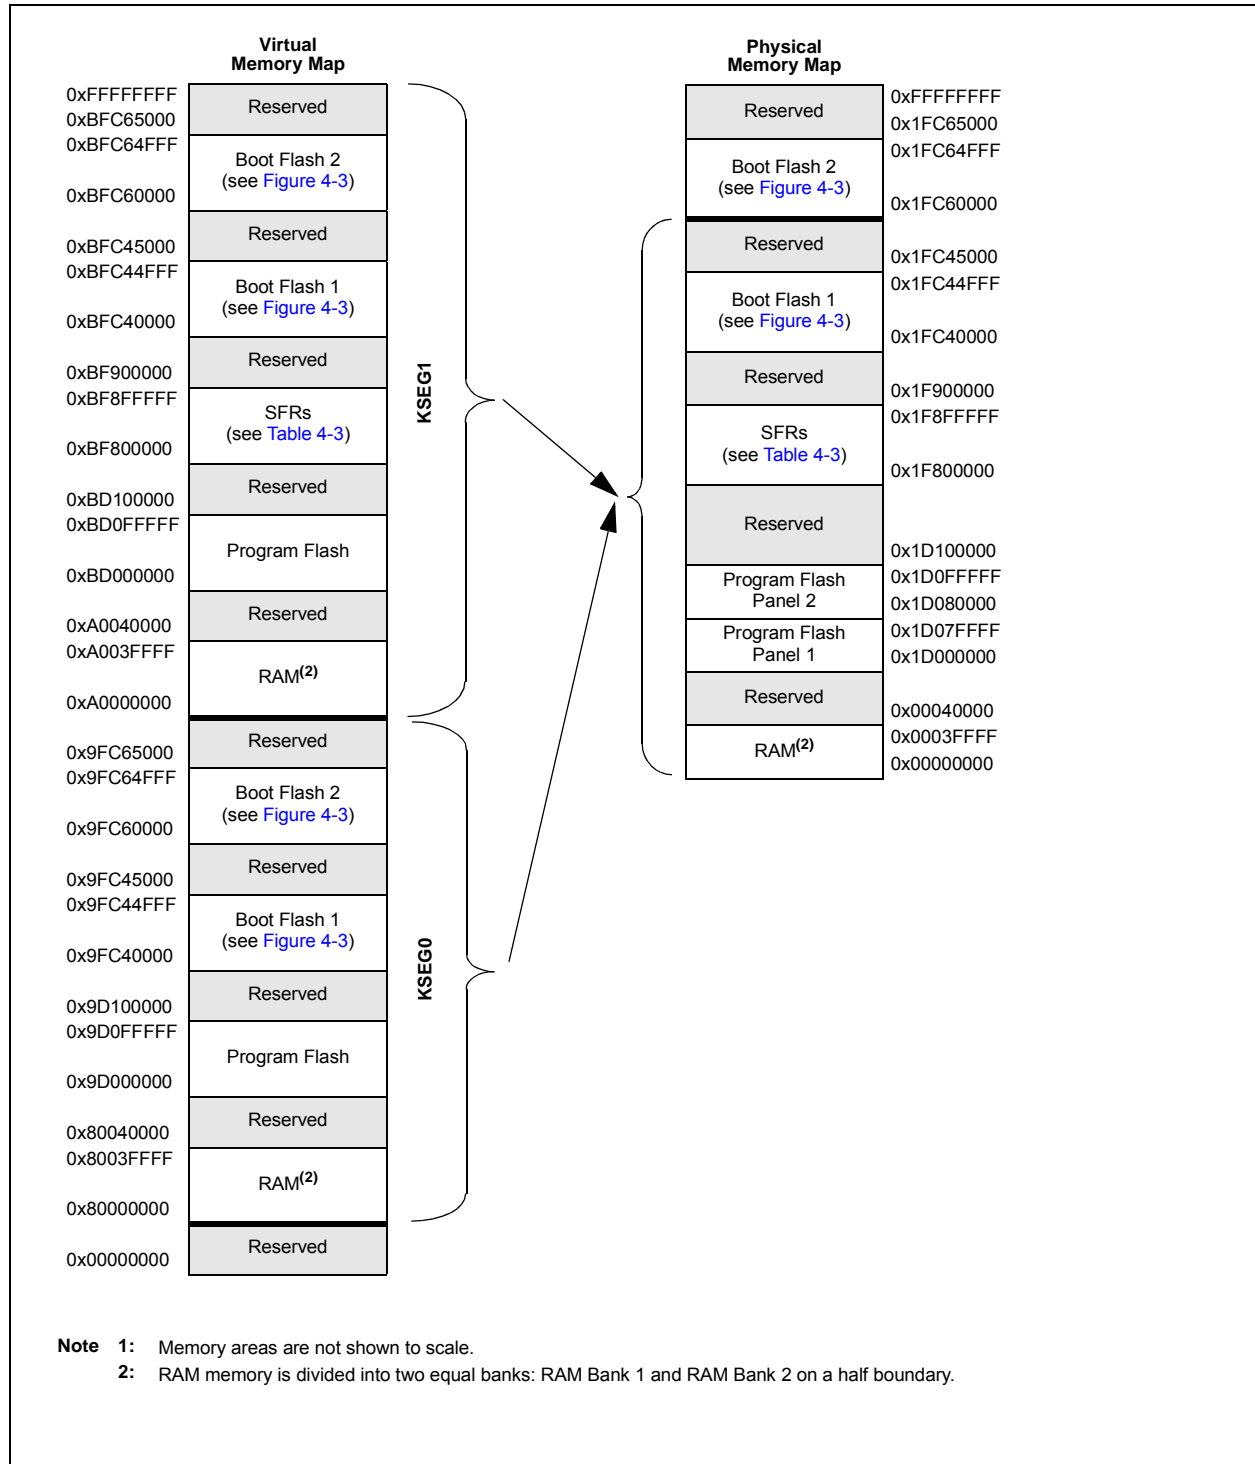 Virtual
Memory Map
0xFFFFFFFF
Reserved
0xBFC65000
0xBFC64FFF
Boot Flash 2
(see Figure 4-3)
0xBFC60000
Reserved
0xBFC45000
0xBFC44FFF
Boot Flash 1
(see Figure 4-3)
0xBFC40000
Reserved
0xBF900000
0xBF8FFFFF
SFRs
(see Table 4-3)
0xBF800000
Reserved
0xBD100000
0xBD0FFFFF
Program Flash
0xBD000000
Reserved
0xA0040000
0xA003FFFF
RAM(2)
0xA0000000
KSEG1
Reserved
0x9FC65000
0x9FC64FFF
Boot Flash 2
(see Figure 4-3)
0x9FC60000
Reserved
0x9FC45000
0x9FC44FFF
Boot Flash 1
(see Figure 4-3)
0x9FC40000
Reserved
0x9D100000
0x9D0FFFFF
Program Flash
0x9D000000
Reserved
0x80040000
0x8003FFFF
RAM(2)
0x80000000
KSEG0
Reserved
0x00000000
Physical
Memory Map
0xFFFFFFFF
Reserved
0x1FC65000
0x1FC64FFF
Boot Flash 2
(see Figure 4-3)
0x1FC60000
Reserved
0x1FC45000
0x1FC44FFF
Boot Flash 1
(see Figure 4-3)
0x1FC40000
Reserved
0x1F900000
0x1F8FFFFF
SFRs
(see Table 4-3)
0x1F800000
Reserved
0x1D100000
0x1D0FFFFF
Program Flash
Panel 2
0x1D080000
0x1D07FFFF
Program Flash
Panel 1
0x1D000000
Reserved
0x00040000
0x0003FFFF
RAM(2)
0x00000000
Note 1: Memory areas are not shown to scale.
2: RAM memory is divided into two equal banks: RAM Bank 1 and RAM Bank 2 on a half boundary.